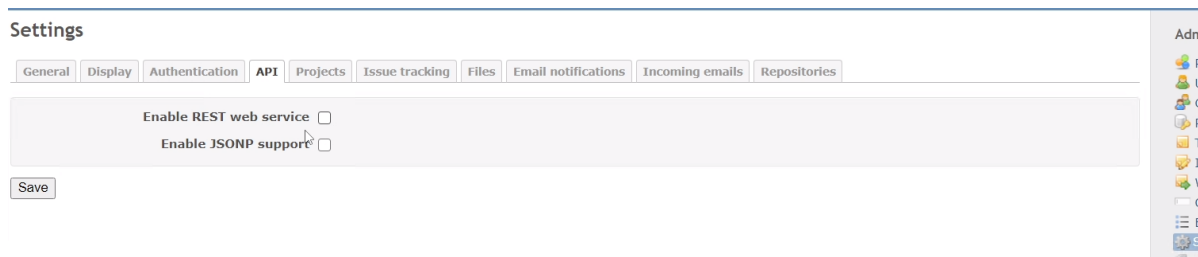 Settings
Adn
General Display Authentication API Projects Issue tracking Files Email notifications Incoming emails Repositories
Enable REST web service
Enable JSONP support
Save